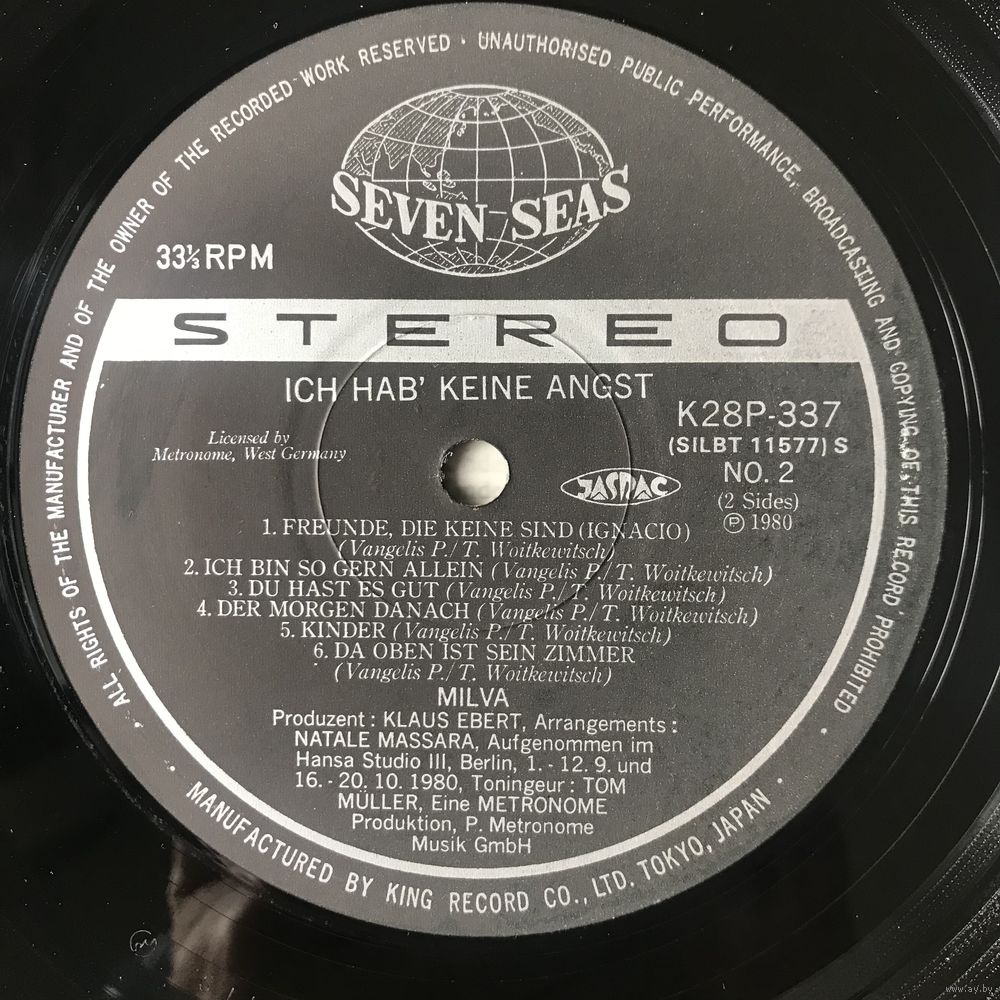 · ALL RIGHTS OF THE MANUFACTURER AND OF THE OWNER OF THE RECORDED WORK RESERVED · UNAUTHORISED PUBLIC PERFORMANCE, BROADCASTING AND COPYING OF THIS RECORD PROHIBITED ·
SEVEN SEAS
33⅓ RPM
STEREO
ICH HAB' KEINE ANGST
K28P-337
(SILBT 11577) S
NO. 2
(2 Sides)
Ⓟ 1980
Licensed by
Metronome, West Germany
JASRAC
1. FREUNDE, DIE KEINE SIND (IGNACIO)
(Vangelis P./T. Woitkewitsch)
2. ICH BIN SO GERN ALLEIN (Vangelis P./T. Woitkewitsch)
3. DU HAST ES GUT (Vangelis P./T. Woitkewitsch)
4. DER MORGEN DANACH (Vangelis P./T. Woitkewitsch)
5. KINDER (Vangelis P./T. Woitkewitsch)
6. DA OBEN IST SEIN ZIMMER
(Vangelis P./T. Woitkewitsch)
MILVA
Produzent : KLAUS EBERT, Arrangements :
NATALE MASSARA, Aufgenommen im
Hansa Studio III, Berlin, 1. - 12. 9. und
16. - 20. 10. 1980, Toningeur : TOM
MÜLLER, Eine METRONOME
Produktion, P. Metronome
Musik GmbH
· MANUFACTURED BY KING RECORD CO., LTD. TOKYO, JAPAN ·
www.ay.by